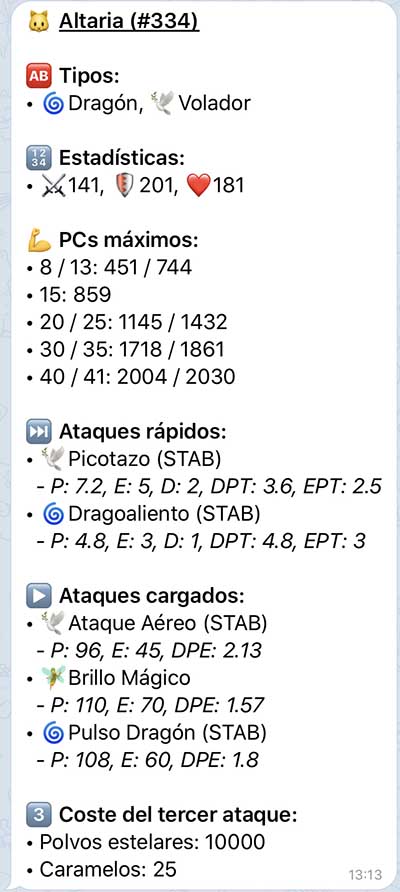 🐱 Altaria (#334)
🆎 Tipos:
• 🌀Dragón, 🕊Volador
🔢 Estadísticas:
• ⚔141, 🛡201, ❤️181
💪 PCs máximos:
• 8 / 13: 451 / 744
• 15: 859
• 20 / 25: 1145 / 1432
• 30 / 35: 1718 / 1861
• 40 / 41: 2004 / 2030
⏭ Ataques rápidos:
• 🕊Picotazo (STAB)
- P: 7.2, E: 5, D: 2, DPT: 3.6, EPT: 2.5
• 🌀Dragoaliento (STAB)
- P: 4.8, E: 3, D: 1, DPT: 4.8, EPT: 3
▶️ Ataques cargados:
• 🕊Ataque Aéreo (STAB)
- P: 96, E: 45, DPE: 2.13
• 🧚Brillo Mágico
- P: 110, E: 70, DPE: 1.57
• 🌀Pulso Dragón (STAB)
- P: 108, E: 60, DPE: 1.8
3️⃣ Coste del tercer ataque:
• Polvos estelares: 10000
• Caramelos: 25
13:13